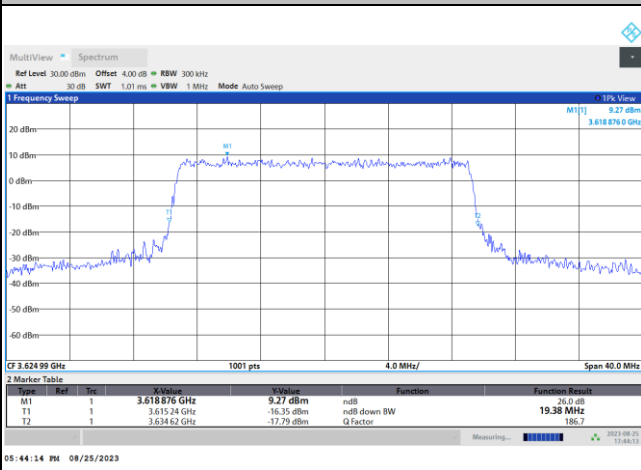 MultiView Spectrum
Ref Level 30.00 dBm Offset 4.00 dB RBW 300 kHz
Att 30 dB SWT 1.01 ms VBW 1 MHz Mode Auto Sweep
1 Frequency Sweep 1Pk View
M1[1] 9.27 dBm
3.618 876 0 GHz
20 dBm
M1
10 dBm
0 dBm
-10 dBm
T1 T2
-20 dBm
-30 dBm
-40 dBm
-50 dBm
-60 dBm
CF 3.624 99 GHz 1001 pts 4.0 MHz/ Span 40.0 MHz
2 Marker Table
Type Ref Trc X-Value Y-Value Function Function Result
M1 1 3.618 876 GHz 9.27 dBm ndB 26.0 dB
T1 1 3.615 24 GHz -16.35 dBm ndB down BW 19.38 MHz
T2 1 3.634 62 GHz -17.79 dBm Q Factor 186.7
Measuring... 2023-08-25
17:44:13
05:44:14 PM 08/25/2023